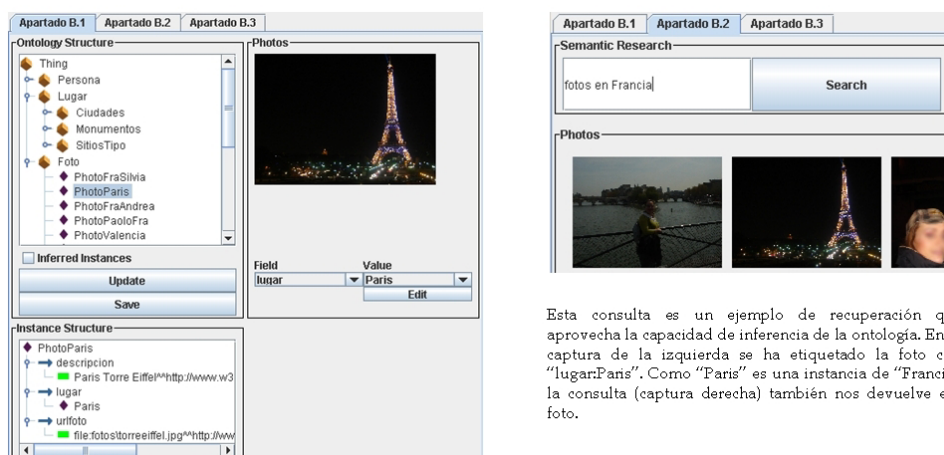 Apartado B.1 Apartado B.2 Apartado B.3
Ontology Structure
Thing
Persona
Lugar
Ciudades
Monumentos
SitiosTipo
Foto
PhotoFraSilvia
PhotoParis
PhotoFraAndrea
PhotoPaoloFra
PhotoValencia
Inferred Instances
Update
Save
Photos
Field Value
lugar Paris
Edit
Instance Structure
PhotoParis
descripcion
Paris Torre Eiffel^^http://www.w3
lugar
Paris
urlfoto
file:fotos\torreeiffel.jpg^^http://ww
Apartado B.1 Apartado B.2 Apartado B.3
Semantic Research
fotos en Francia Search
Photos
Esta consulta es un ejemplo de recuperación q
aprovecha la capacidad de inferencia de la ontología. En
captura de la izquierda se ha etiquetado la foto c
“lugar:Paris”. Como “Paris” es una instancia de “Franci
la consulta (captura derecha) también nos devuelve e
foto.